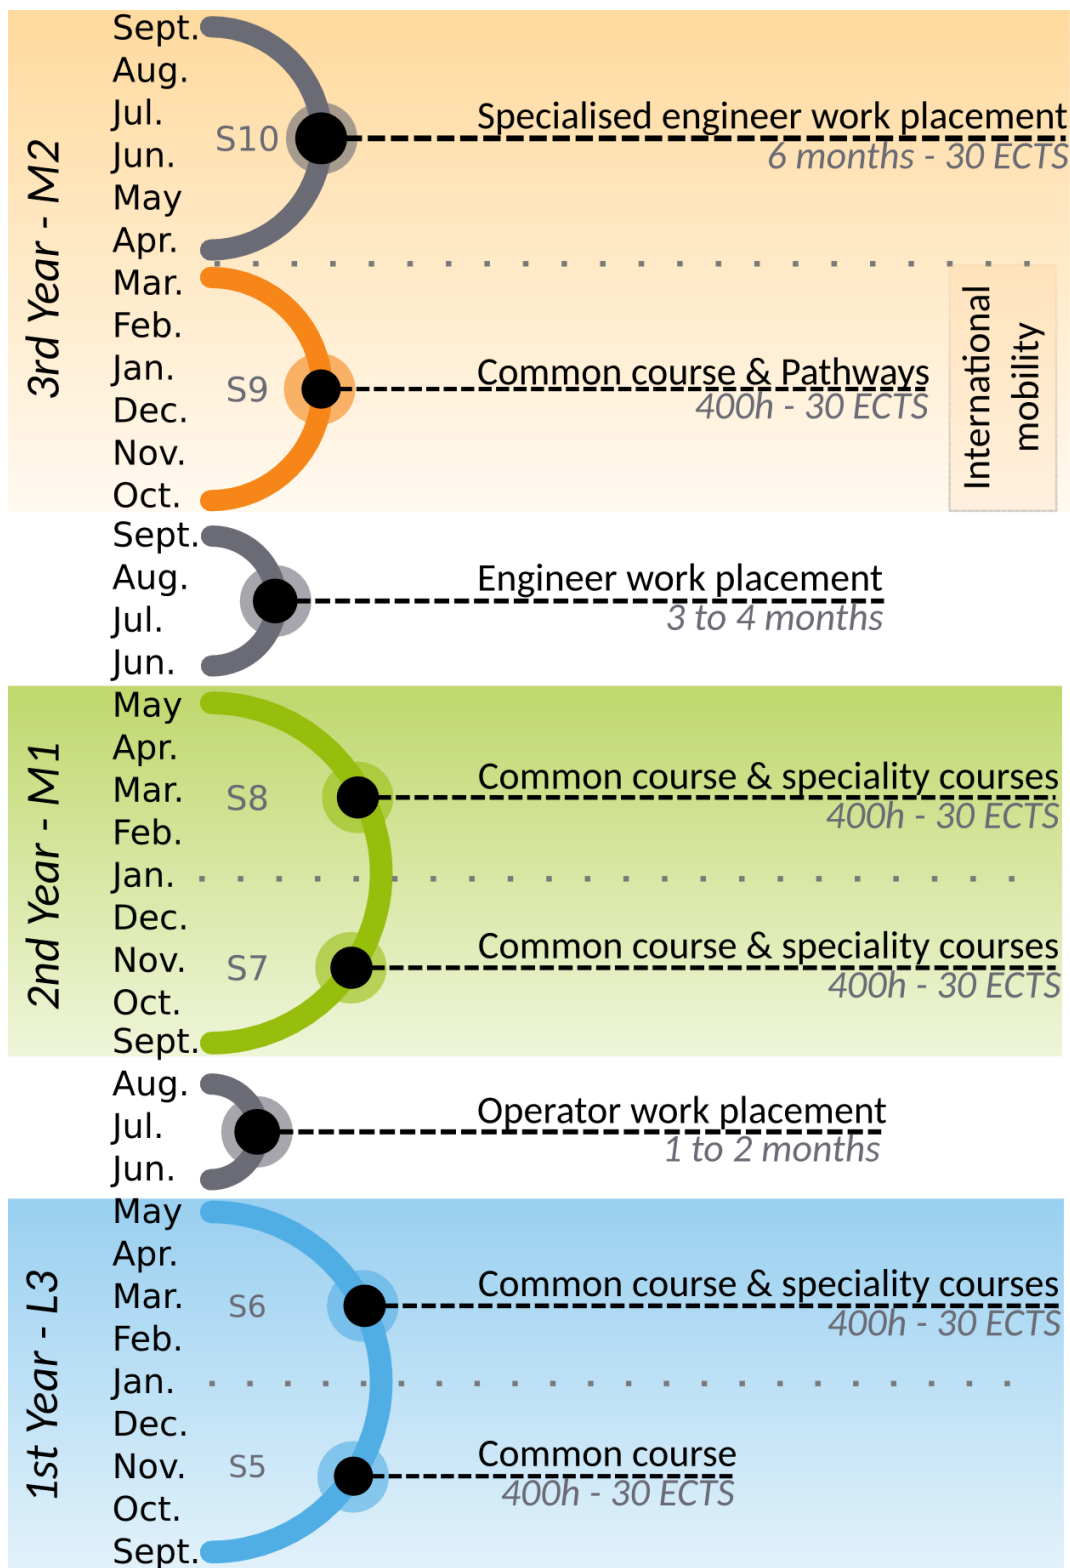 3rd Year - M2
Sept.
Aug.
Jul.
Jun.
May
Apr.
S10
Specialised engineer work placement
6 months - 30 ECTS
Mar.
Feb.
Jan.
Dec.
Nov.
Oct.
S9
Common course & Pathways
400h - 30 ECTS
International
mobility
Sept.
Aug.
Jul.
Jun.
Engineer work placement
3 to 4 months
2nd Year - M1
May
Apr.
Mar.
Feb.
Jan.
S8
Common course & speciality courses
400h - 30 ECTS
Dec.
Nov.
Oct.
Sept.
S7
Common course & speciality courses
400h - 30 ECTS
Aug.
Jul.
Jun.
Operator work placement
1 to 2 months
1st Year - L3
May
Apr.
Mar.
Feb.
Jan.
S6
Common course & speciality courses
400h - 30 ECTS
Dec.
Nov.
Oct.
Sept.
S5
Common course
400h - 30 ECTS